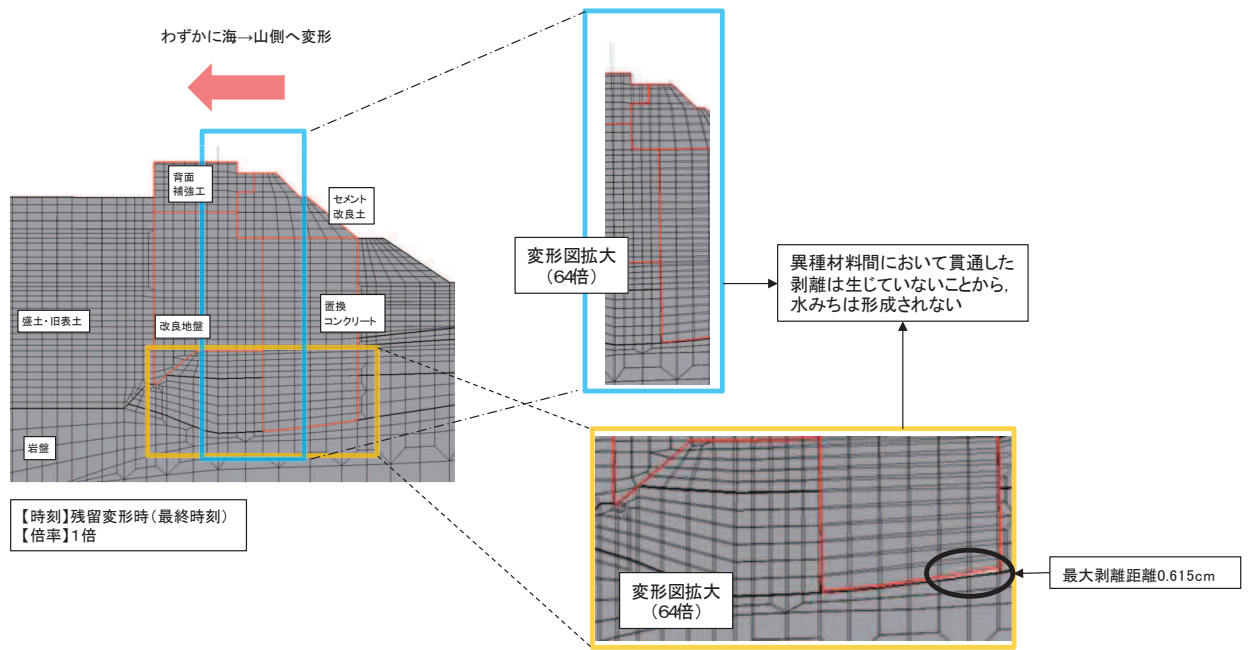 わずかに海→山側へ変形
背面
補強工
セメント
改良土
盛土・旧表土
改良地盤
置換
コンクリート
岩盤
【時刻】残留変形時(最終時刻)
【倍率】1倍
変形図拡大
(64倍)
異種材料間において貫通した
剥離は生じていないことから,
水みちは形成されない
変形図拡大
(64倍)
最大剥離距離0.615cm